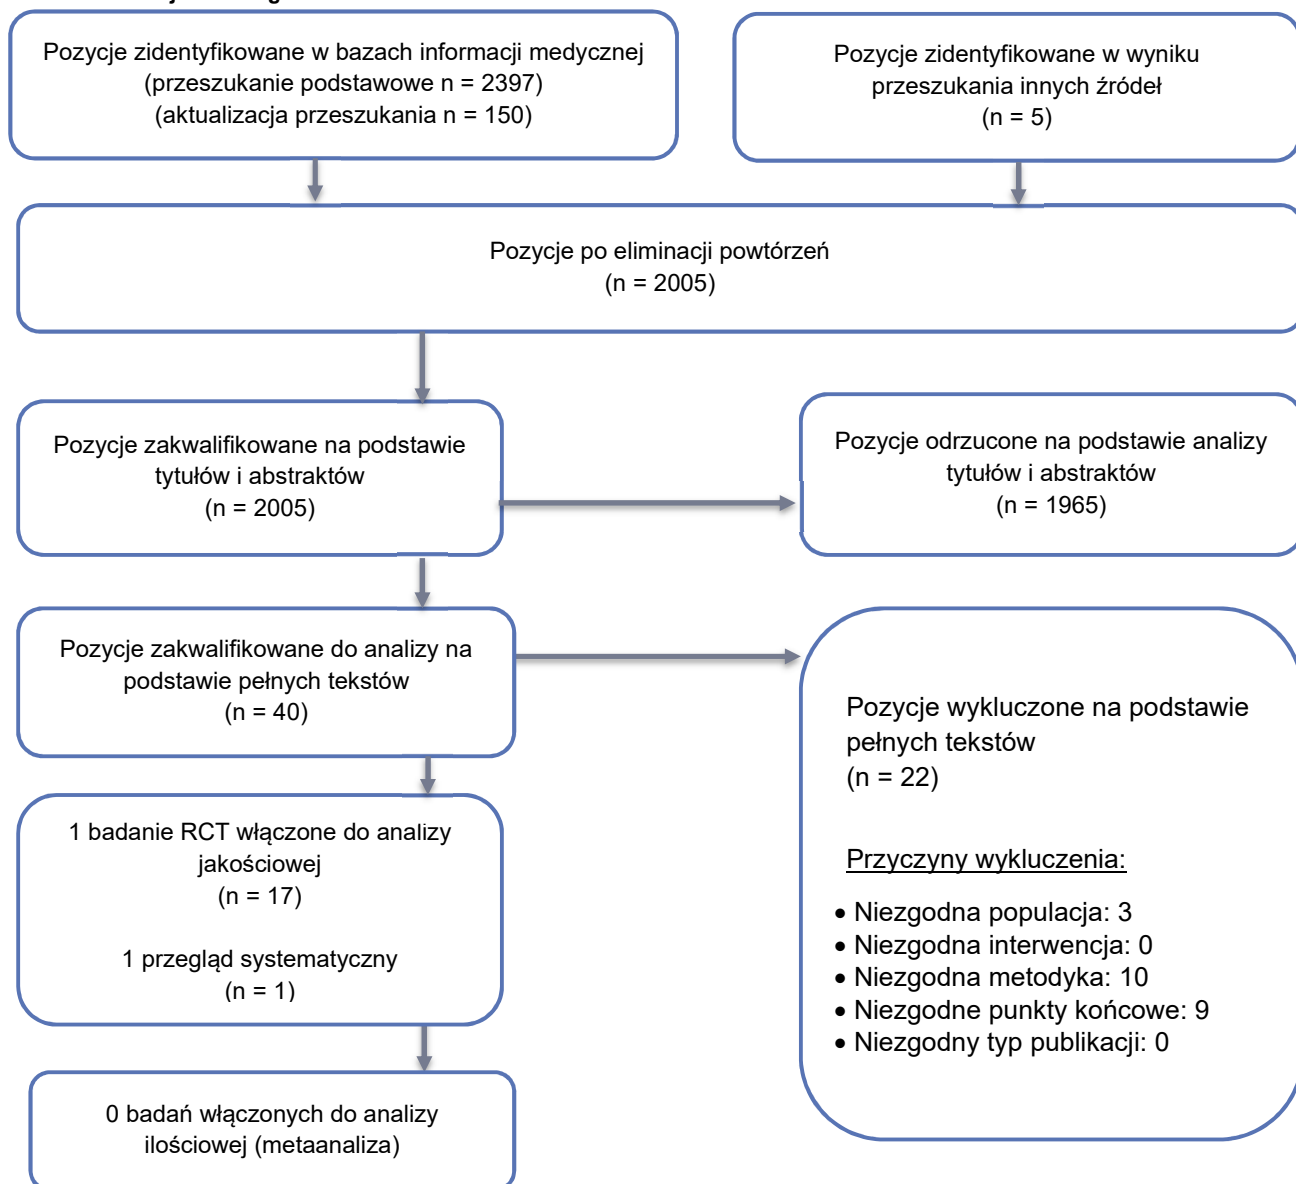 Pozycje zidentyfikowane w bazach informacji medycznej
(przeszukanie podstawowe n = 2397)
(aktualizacja przeszukania n = 150)
Pozycje zidentyfikowane w wyniku
przeszukania innych źródeł
(n = 5)
Pozycje po eliminacji powtórzeń
(n = 2005)
Pozycje zakwalifikowane na podstawie
tytułów i abstraktów
(n = 2005)
Pozycje odrzucone na podstawie analizy
tytułów i abstraktów
(n = 1965)
Pozycje zakwalifikowane do analizy na
podstawie pełnych tekstów
(n = 40)
Pozycje wykluczone na podstawie
pełnych tekstów
(n = 22)
Przyczyny wykluczenia:
• Niezgodna populacja: 3
• Niezgodna interwencja: 0
• Niezgodna metodyka: 10
• Niezgodne punkty końcowe: 9
• Niezgodny typ publikacji: 0
1 badanie RCT włączone do analizy
jakościowej
(n = 17)
1 przegląd systematyczny
(n = 1)
0 badań włączonych do analizy
ilościowej (metaanaliza)